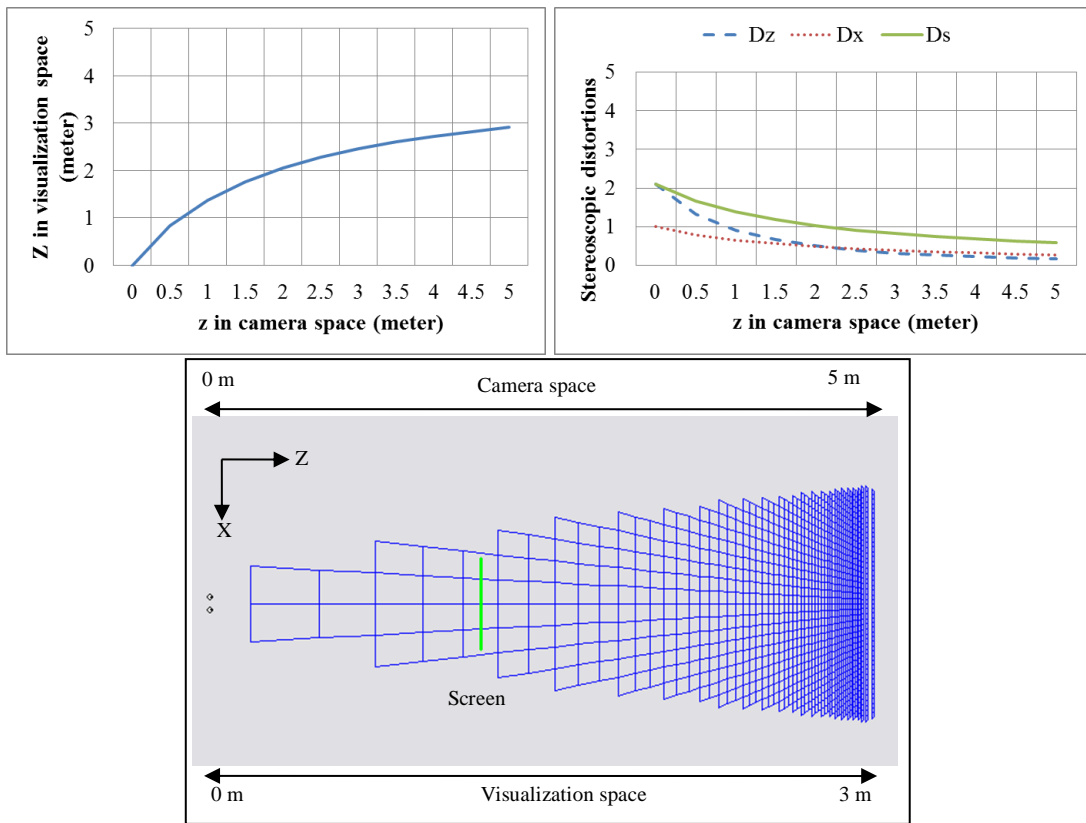 5
4
3
2
1
0
Z in visualization space
(meter)
0 0.5 1 1.5 2 2.5 3 3.5 4 4.5 5
z in camera space (meter)
Dz Dx Ds
5
4
3
2
1
0
Stereoscopic distortions
0 0.5 1 1.5 2 2.5 3 3.5 4 4.5 5
z in camera space (meter)
0 m Camera space 5 m
Z
X
Screen
0 m Visualization space 3 m